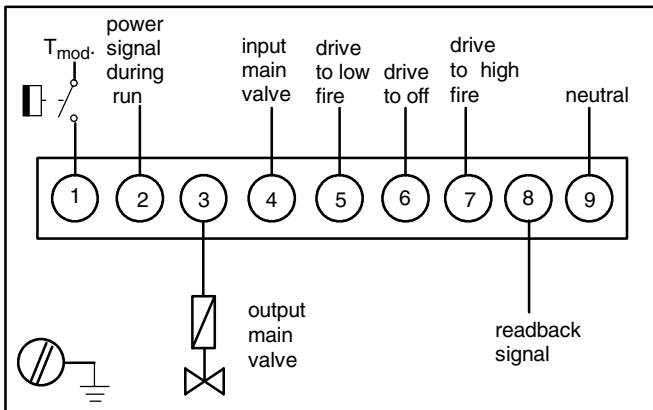 Tmod.
power
signal
during
run
input
main
valve
drive
to low
fire
drive
to off
drive
to high
fire
neutral
1 2 3 4 5 6 7 8 9
output
main
valve
readback
signal